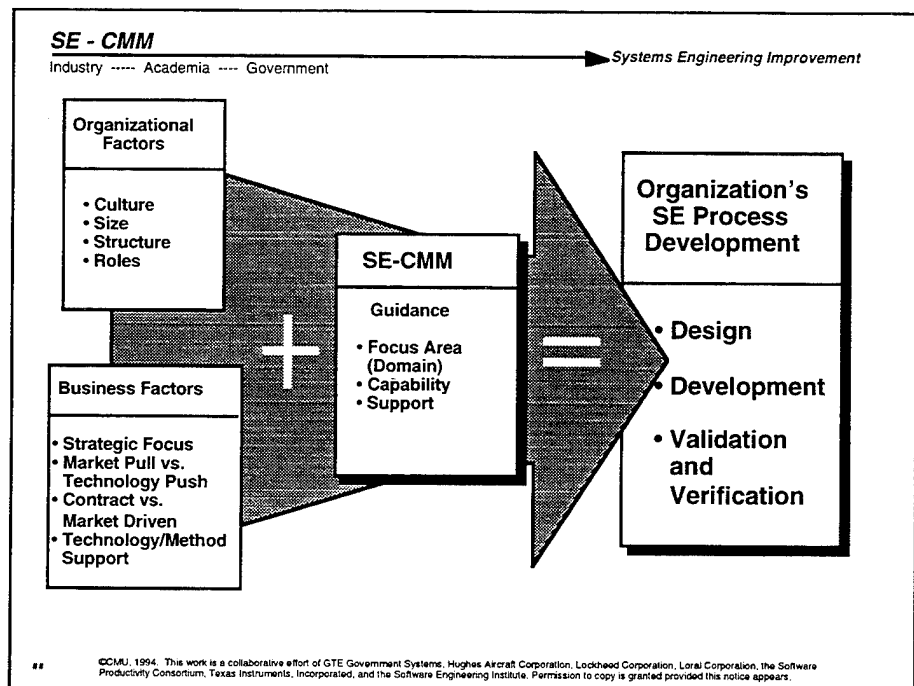 SE - CMM
Systems Engineering Improvement
Industry ----- Academia ---- Government
Organizational
Factors
• Culture
• Size
• Structure
• Roles
+
Business Factors
• Strategic Focus
• Market Pull vs.
Technology Push
• Contract vs.
Market Driven
• Technology/Method
Support
SE-CMM
Guidance
• Focus Area
(Domain)
• Capability
• Support
=
Organization's
SE Process
Development
• Design
• Development
• Validation
and
Verification
##
©CMU, 1994. This work is a collaborative effort of GTE Government Systems, Hughes Aircraft Corporation, Lockheed Corporation, Loral Corporation, the Software
Productivity Consortium, Texas Instruments, Incorporated, and the Software Engineering Institute. Permission to copy is granted provided this notice appears.